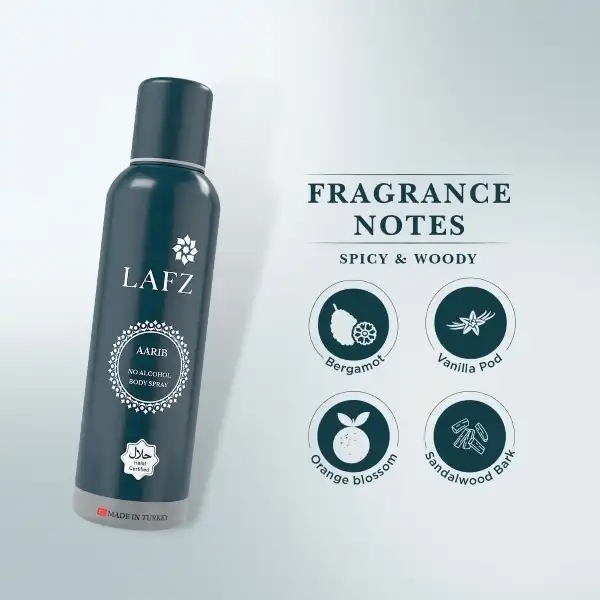 LAFZ
AARIB
NO ALCOHOL
BODY SPRAY
حلال
Halal
Certified
MADE IN TURKEY
FRAGRANCE
NOTES
SPICY & WOODY
Bergamot
Vanilla Pod
Orange blossom
Sandalwood Bark